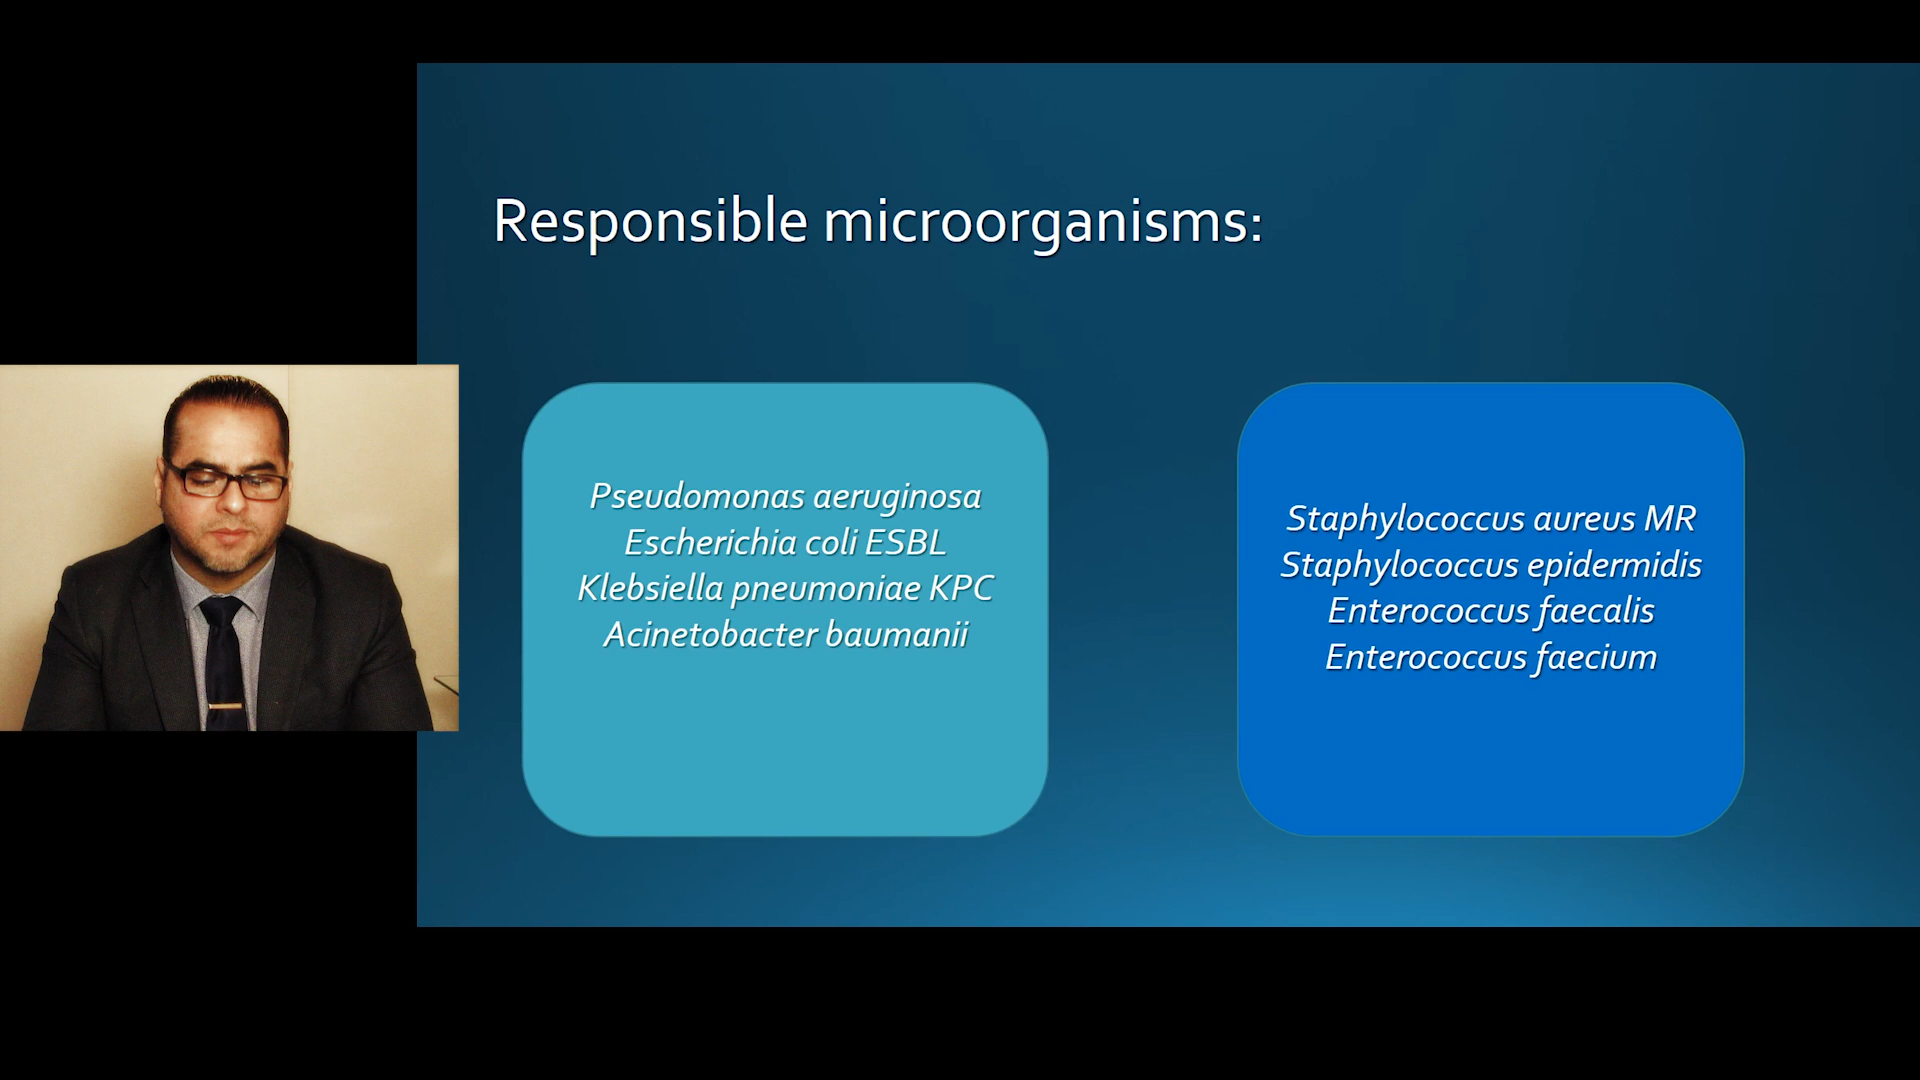 Responsible microorganisms:
Pseudomonas aeruginosa
Escherichia coli ESBL
Klebsiella pneumoniae KPC
Acinetobacter baumanii
Staphylococcus aureus MR
Staphylococcus epidermidis
Enterococcus faecalis
Enterococcus faecium